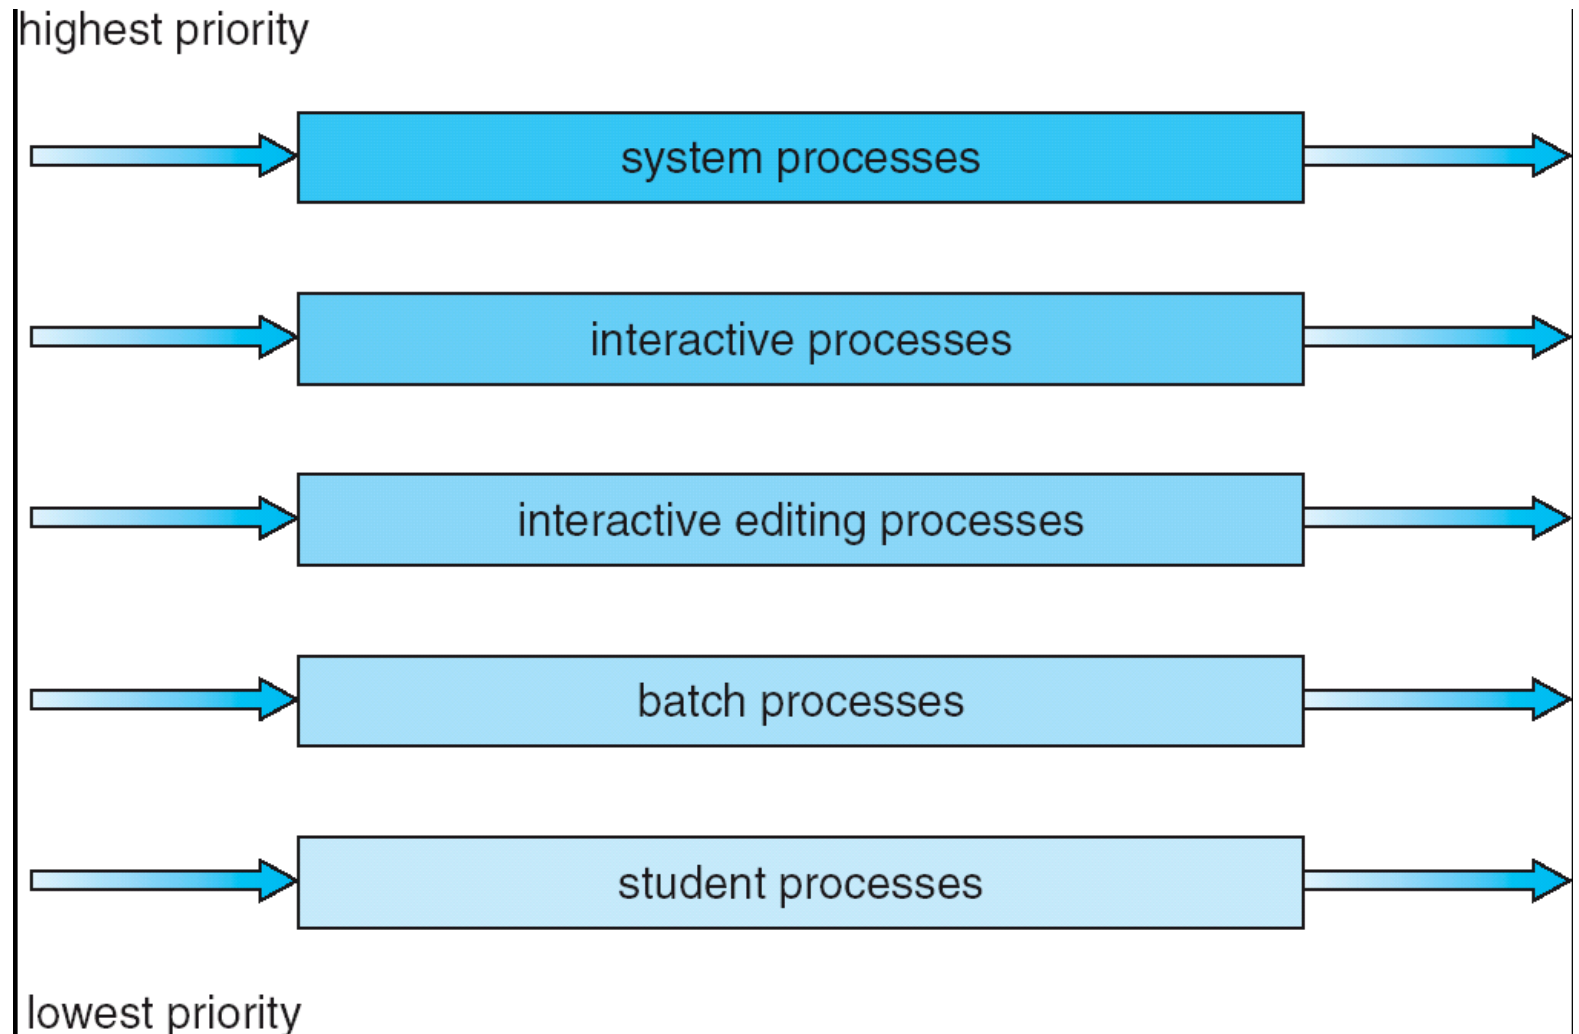 highest priority
system processes
interactive processes
interactive editing processes
batch processes
student processes
lowest priority